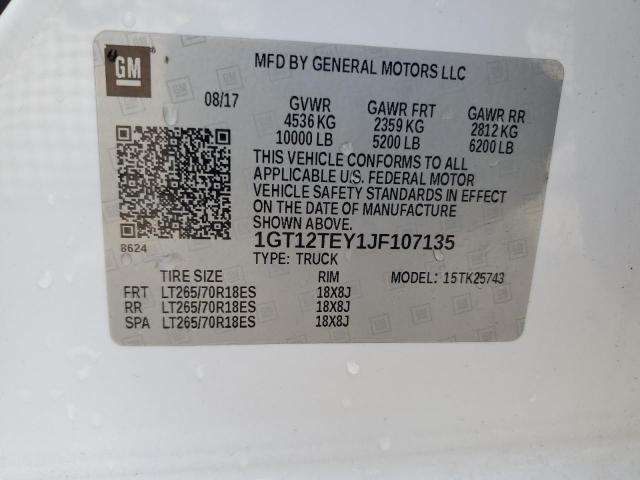 GM
MFD BY GENERAL MOTORS LLC
08/17 GVWR GAWR FRT GAWR RR
4536 KG 2359 KG 2812 KG
10000 LB 5200 LB 6200 LB
THIS VEHICLE CONFORMS TO ALL
APPLICABLE U.S. FEDERAL MOTOR
VEHICLE SAFETY STANDARDS IN EFFECT
ON THE DATE OF MANUFACTURE
SHOWN ABOVE.
8624 1GT12TEY1JF107135
TYPE: TRUCK
TIRE SIZE RIM MODEL: 15TK25743
FRT LT265/70R18ES 18X8J
RR LT265/70R18ES 18X8J
SPA LT265/70R18ES 18X8J